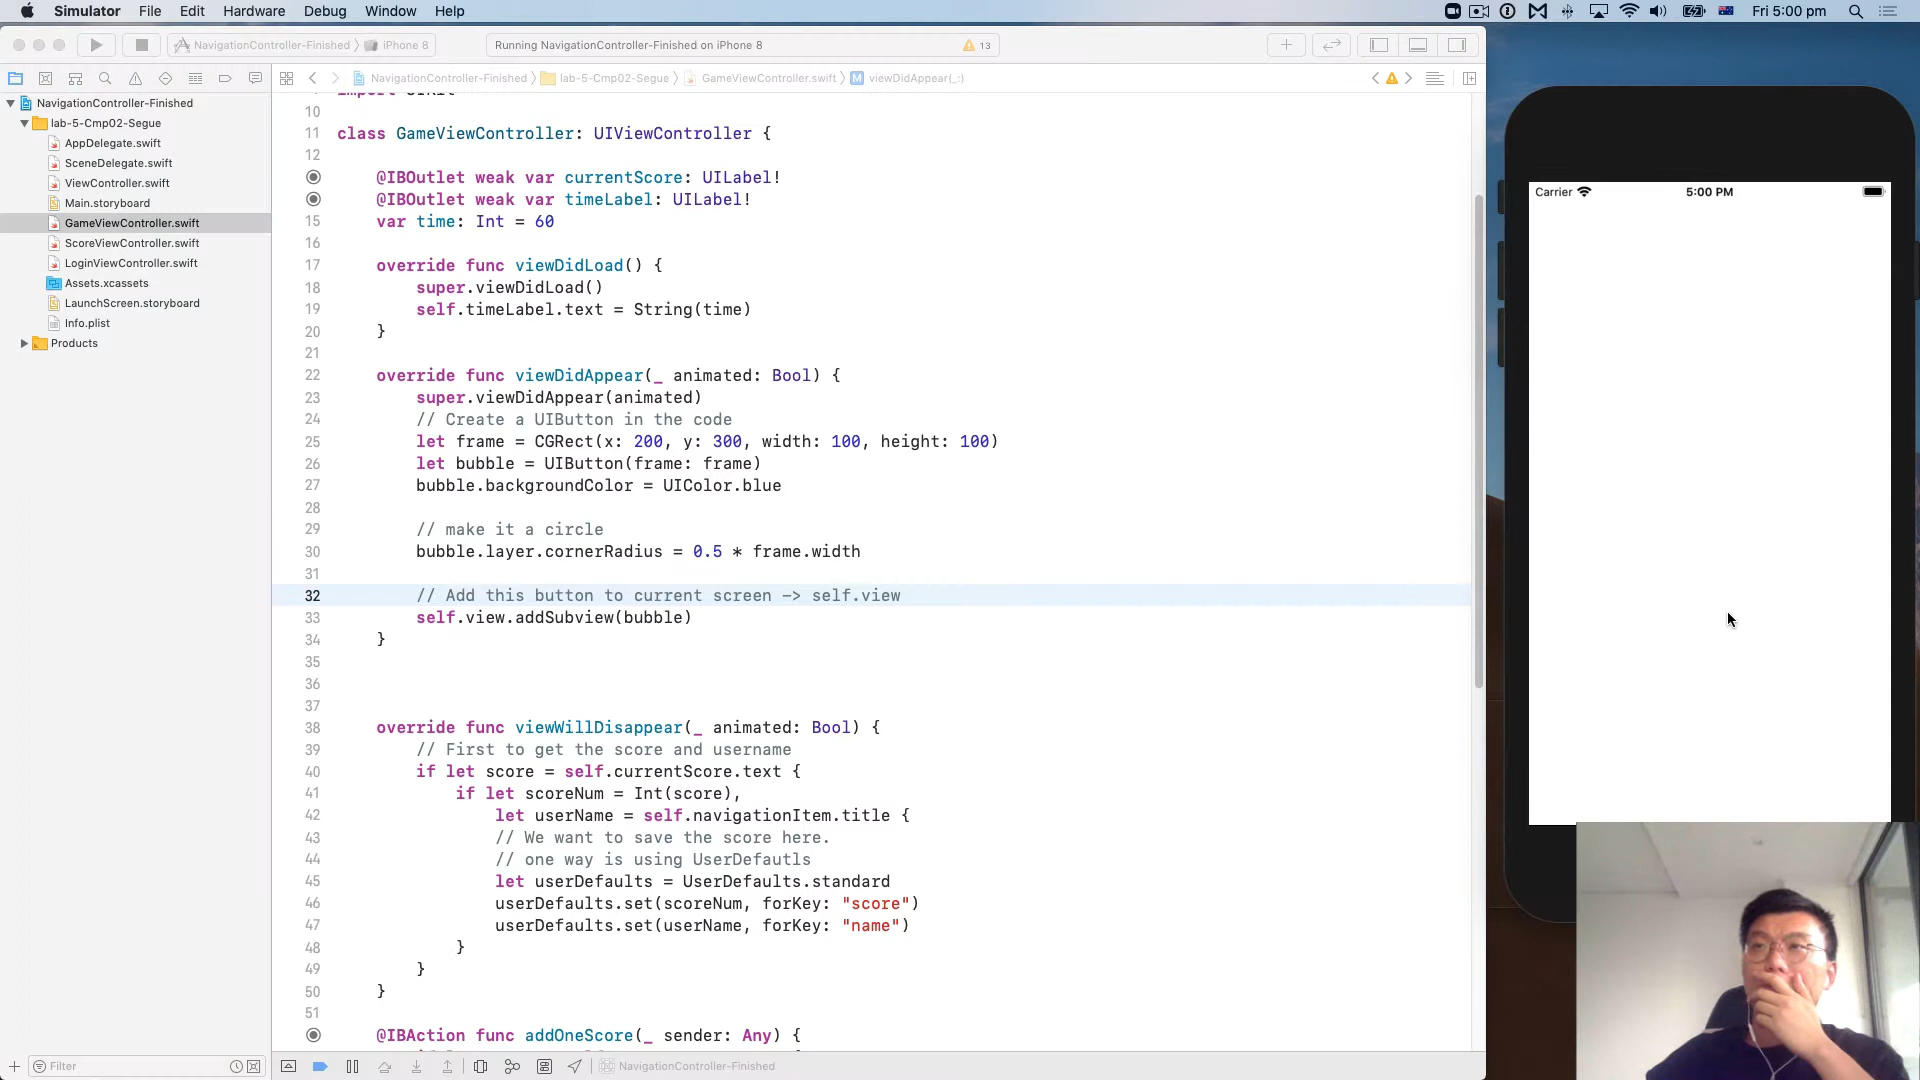 Simulator File Edit Hardware Debug Window Help
Fri 5:00 pm
NavigationController-Finished
iPhone 8
Running NavigationController-Finished on iPhone 8
13
NavigationController-Finished
lab-5-Cmp02-Segue
GameViewController.swift
M
viewDidAppear(_:)
NavigationController-Finished
lab-5-Cmp02-Segue
AppDelegate.swift
SceneDelegate.swift
ViewController.swift
Main.storyboard
GameViewController.swift
ScoreViewController.swift
LoginViewController.swift
Assets.xcassets
LaunchScreen.storyboard
Info.plist
Products
Filter
import UIKit
10
11 class GameViewController: UIViewController {
12
@IBOutlet weak var currentScore: UILabel!
@IBOutlet weak var timeLabel: UILabel!
15 var time: Int = 60
16
17 override func viewDidLoad() {
18 super.viewDidLoad()
19 self.timeLabel.text = String(time)
20 }
21
22 override func viewDidAppear(_ animated: Bool) {
23 super.viewDidAppear(animated)
24 // Create a UIButton in the code
25 let frame = CGRect(x: 200, y: 300, width: 100, height: 100)
26 let bubble = UIButton(frame: frame)
27 bubble.backgroundColor = UIColor.blue
28
29 // make it a circle
30 bubble.layer.cornerRadius = 0.5 * frame.width
31
32 // Add this button to current screen -> self.view
33 self.view.addSubview(bubble)
34 }
35
36
37
38 override func viewWillDisappear(_ animated: Bool) {
39 // First to get the score and username
40 if let score = self.currentScore.text {
41 if let scoreNum = Int(score),
42 let userName = self.navigationItem.title {
43 // We want to save the score here.
44 // one way is using UserDefautls
45 let userDefaults = UserDefaults.standard
46 userDefaults.set(scoreNum, forKey: "score")
47 userDefaults.set(userName, forKey: "name")
48 }
49 }
50 }
51
@IBAction func addOneScore(_ sender: Any) {
NavigationController-Finished
Carrier
5:00 PM